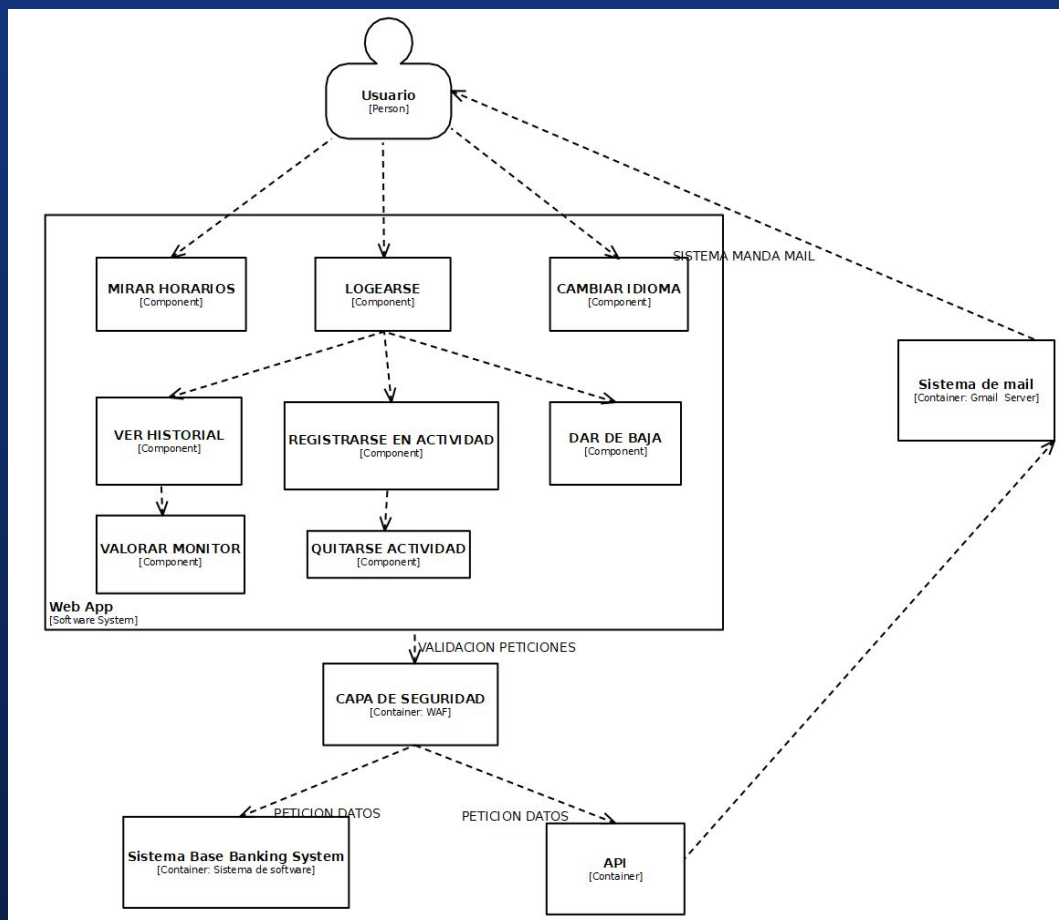 Usuario
[Person]
SISTEMA MANDA MAIL
MIRAR HORARIOS
[Component]
LOGEARSE
[Component]
CAMBIAR IDIOMA
[Component]
Sistema de mail
[Container: Gmail Server]
VER HISTORIAL
[Component]
REGISTRARSE EN ACTIVIDAD
[Component]
DAR DE BAJA
[Component]
VALORAR MONITOR
[Component]
QUITARSE ACTIVIDAD
[Component]
Web App
[Software System]
VALIDACION PETICIONES
CAPA DE SEGURIDAD
[Container: WAF]
PETICION DATOS
PETICION DATOS
Sistema Base Banking System
[Container: Sistema de software]
API
[Container]